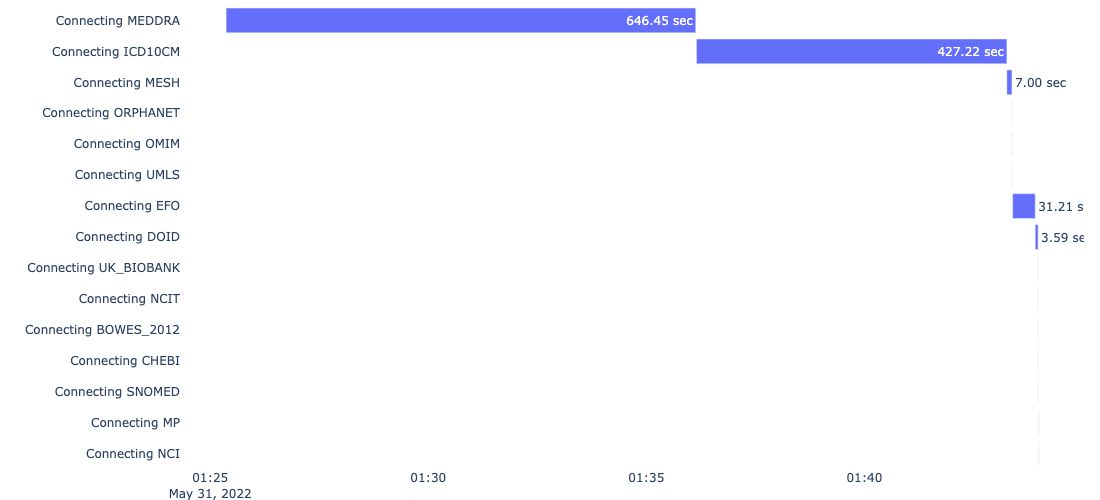 Connecting MEDDRA 646.45 sec
Connecting ICD10CM 427.22 sec
Connecting MESH 7.00 sec
Connecting ORPHANET
Connecting OMIM
Connecting UMLS
Connecting EFO 31.21 s
Connecting DOID 3.59 se
Connecting UK_BIOBANK
Connecting NCIT
Connecting BOWES_2012
Connecting CHEBI
Connecting SNOMED
Connecting MP
Connecting NCI
01:25 01:30 01:35 01:40
May 31, 2022